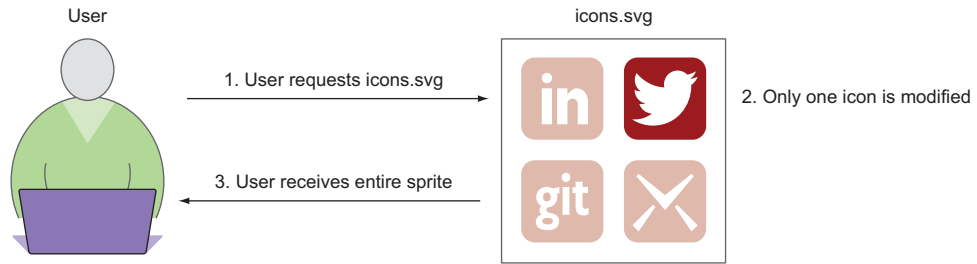 User
icons.svg
1. User requests icons.svg
in
2. Only one icon is modified
3. User receives entire sprite
git